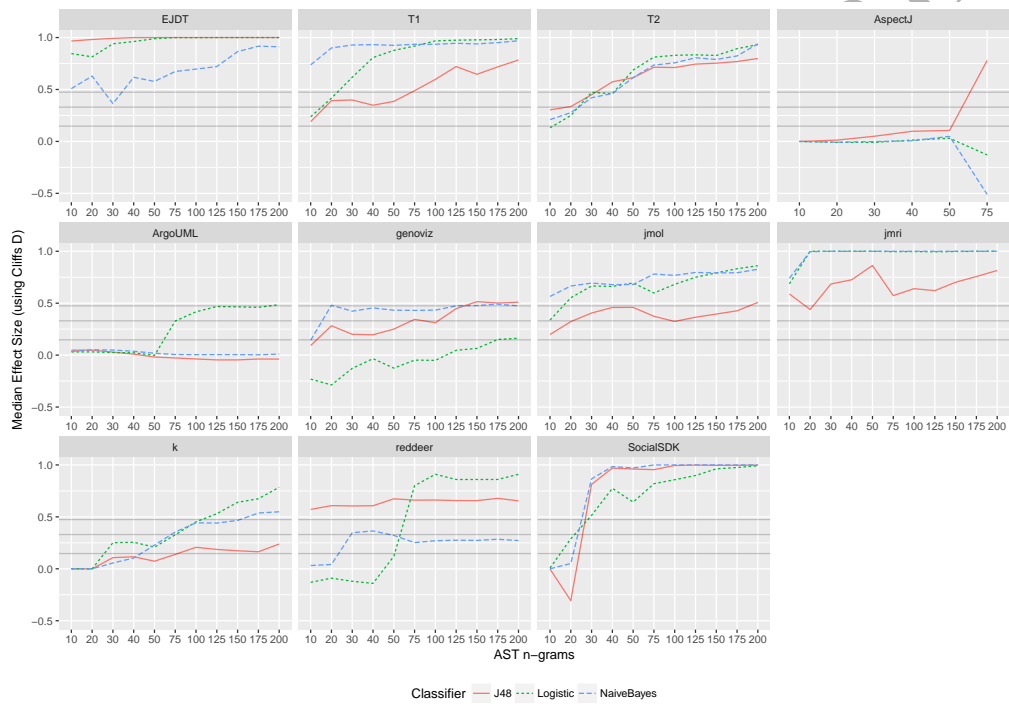 EJDT T1 T2 AspectJ
1.0
0.5
0.0
−0.5
10 20 30 40 50 75 100 125 150 175 200 10 20 30 40 50 75 100 125 150 175 200 10 20 30 40 50 75 100 125 150 175 200 10 20 30 40 50 75
ArgoUML genoviz jmol jmri
1.0
0.5
0.0
−0.5
10 20 30 40 50 75 100 125 150 175 200 10 20 30 40 50 75 100 125 150 175 200 10 20 30 40 50 75 100 125 150 175 200 10 20 30 40 50 75 100 125 150 175 200
k reddeer SocialSDK
1.0
0.5
0.0
−0.5
10 20 30 40 50 75 100 125 150 175 200 10 20 30 40 50 75 100 125 150 175 200 10 20 30 40 50 75 100 125 150 175 200
Median Effect Size (using Cliffs D)
AST n−grams
Classifier J48 Logistic NaiveBayes